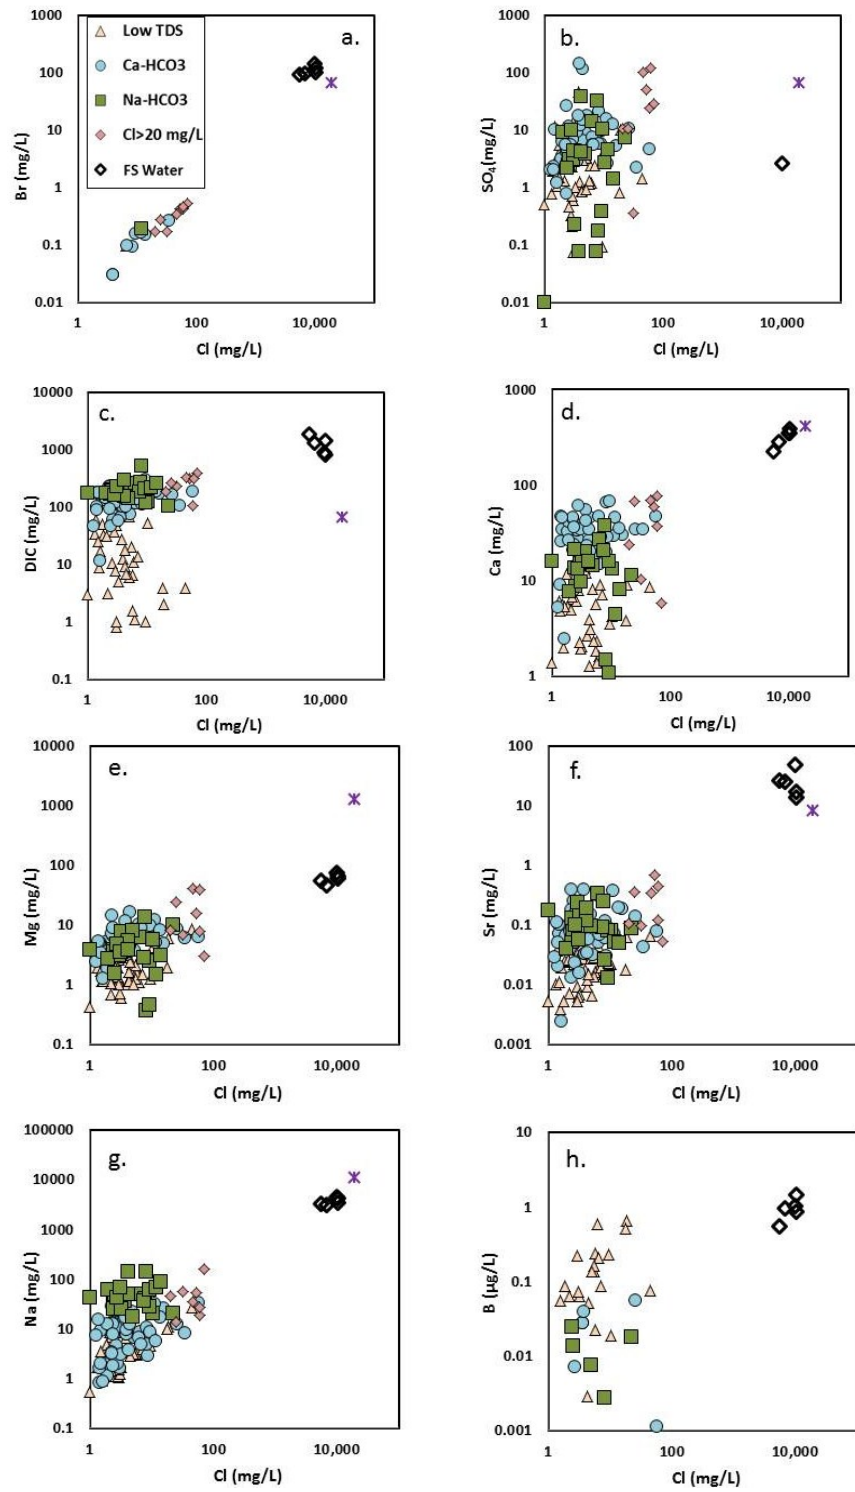 a.
1000
100
10
1
0.1
0.01
Br (mg/L)
Low TDS
Ca-HCO3
Na-HCO3
Cl>20 mg/L
FS Water
1 100 10,000
Cl (mg/L)
b.
1000
100
10
1
0.1
0.01
SO4(mg/L)
1 100 10,000
Cl (mg/L)
c.
10000
1000
100
10
1
0.1
DIC (mg/L)
1 100 10,000
Cl (mg/L)
d.
1000
100
10
1
Ca (mg/L)
1 100 10,000
Cl (mg/L)
e.
10000
1000
100
10
1
0.1
Mg (mg/L)
1 100 10,000
Cl (mg/L)
f.
100
10
1
0.1
0.01
0.001
Sr (mg/L)
1 100 10,000
Cl (mg/L)
g.
100000
10000
1000
100
10
1
0.1
Na (mg/L)
1 100 10,000
Cl (mg/L)
h.
10
1
0.1
0.01
0.001
B (µg/L)
1 100 10,000
Cl (mg/L)